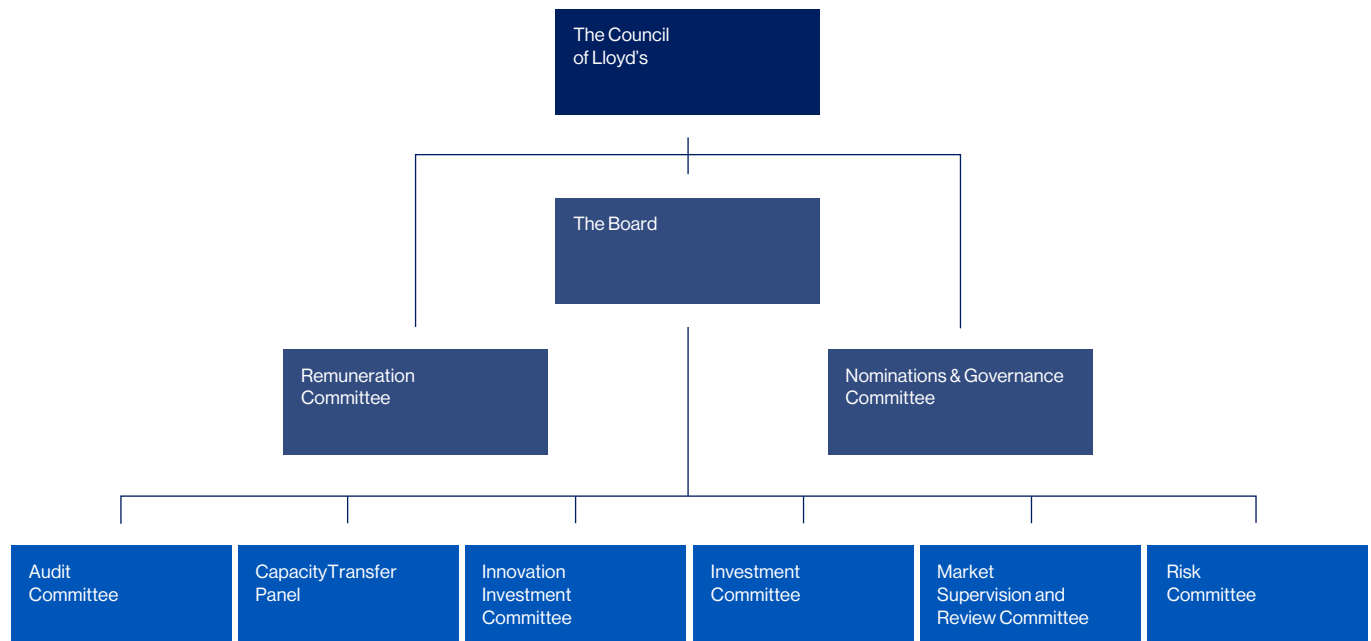 The Council
of Lloyd’s
The Board
Remuneration
Committee
Nominations & Governance
Committee
Audit
Committee
CapacityTransfer
Panel
Innovation
Investment
Committee
Investment
Committee
Market
Supervision and
Review Committee
Risk
Committee